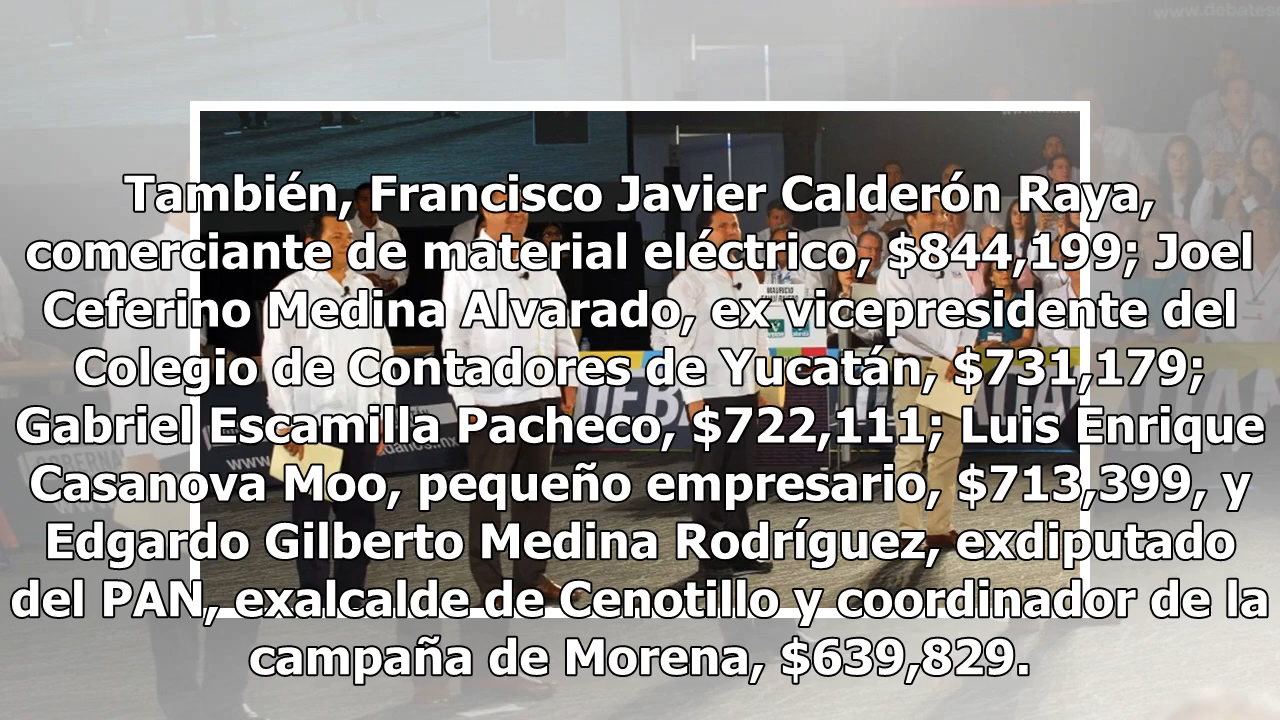 También, Francisco Javier Calderón Raya,
comerciante de material eléctrico, $844,199; Joel
Ceferino Medina Alvarado, ex vicepresidente del
Colegio de Contadores de Yucatán, $731,179;
Gabriel Escamilla Pacheco, $722,111; Luis Enrique
Casanova Moo, pequeño empresario, $713,399, y
Edgardo Gilberto Medina Rodríguez, exdiputado
del PAN, exalcalde de Cenotillo y coordinador de la
campaña de Morena, $639,829.